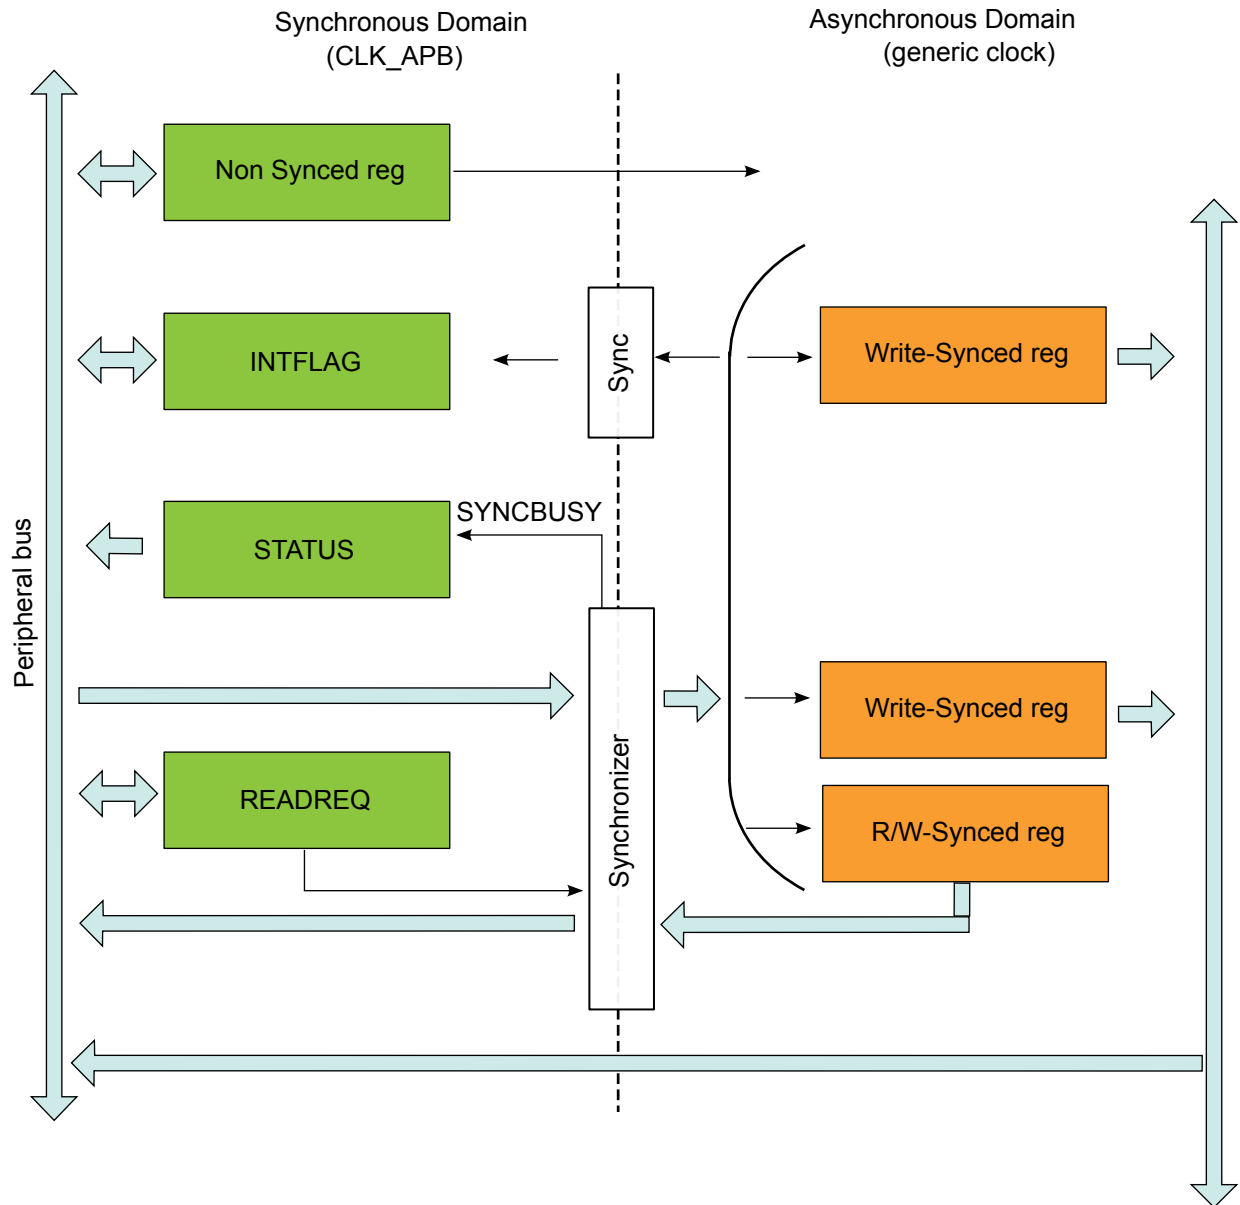 Synchronous Domain
(CLK_APB)
Asynchronous Domain
(generic clock)
Non Synced reg
INTFLAG
Sync
Write-Synced reg
SYNCBUSY
STATUS
Peripheral bus
Write-Synced reg
Synchronizer
READREQ
R/W-Synced reg